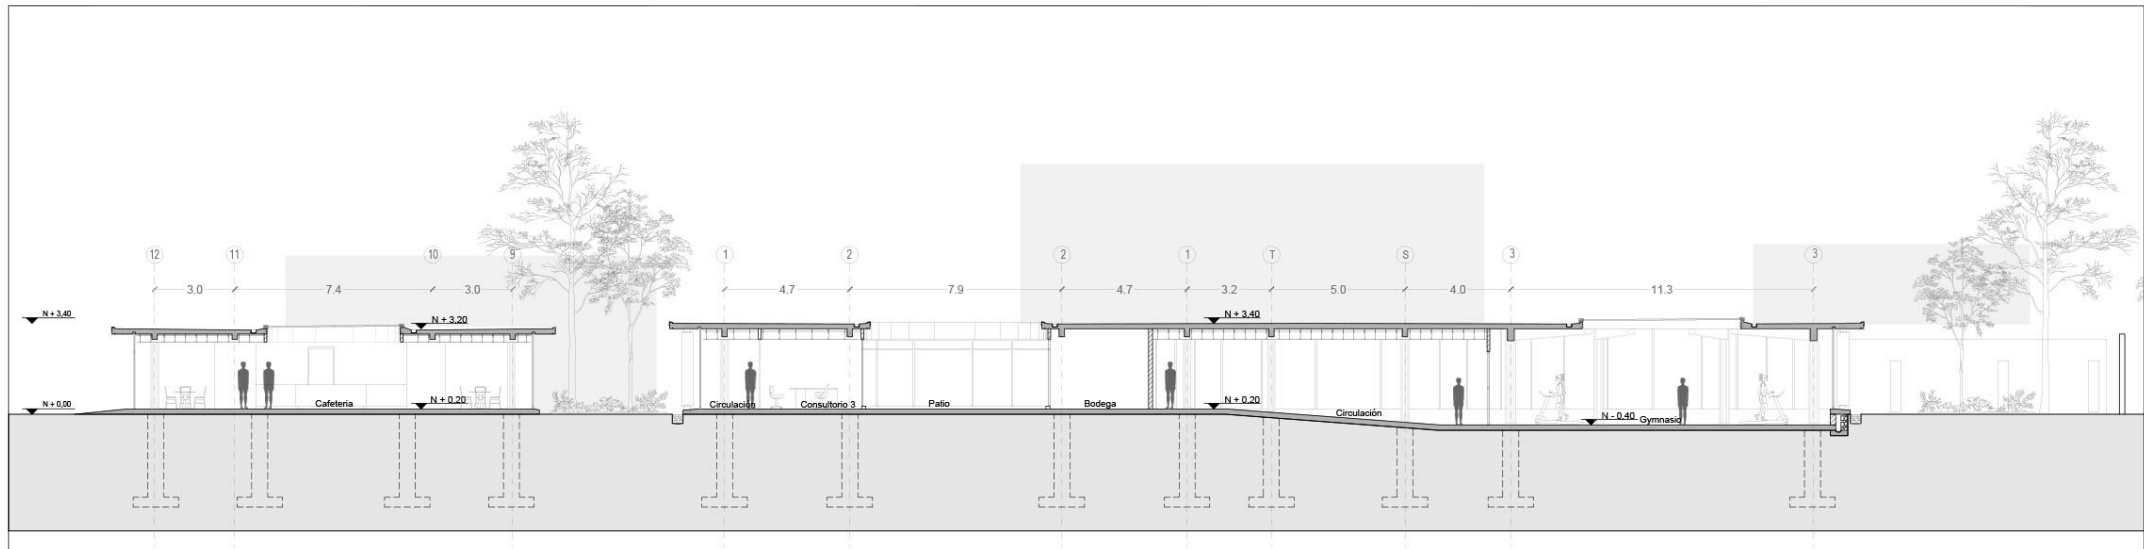 12 11 10 9 1 2 2 1 T S 3 3
3.0 7.4 3.0 4.7 7.9 4.7 3.2 5.0 4.0 11.3
N + 3,40 N + 3,20 N + 3,40
N + 0,00 Cafeteria N + 0,20 Circulación Consultorio 3 Patio Bodega N + 0,20 Circulación N - 0,40 Gymnasio